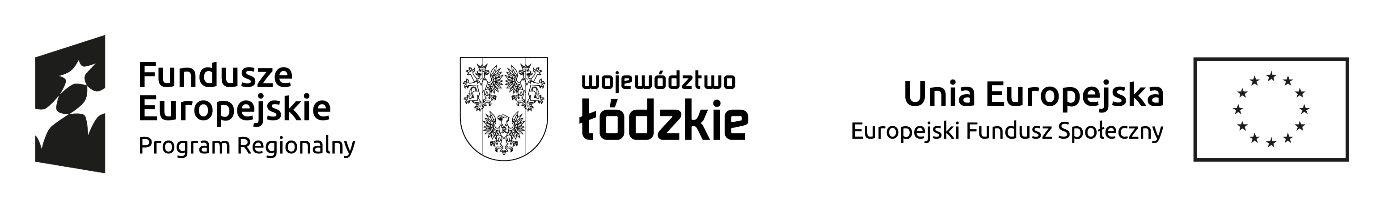 Fundusze
Europejskie
Program Regionalny
województwo
łódzkie
Unia Europejska
Europejski Fundusz Społeczny